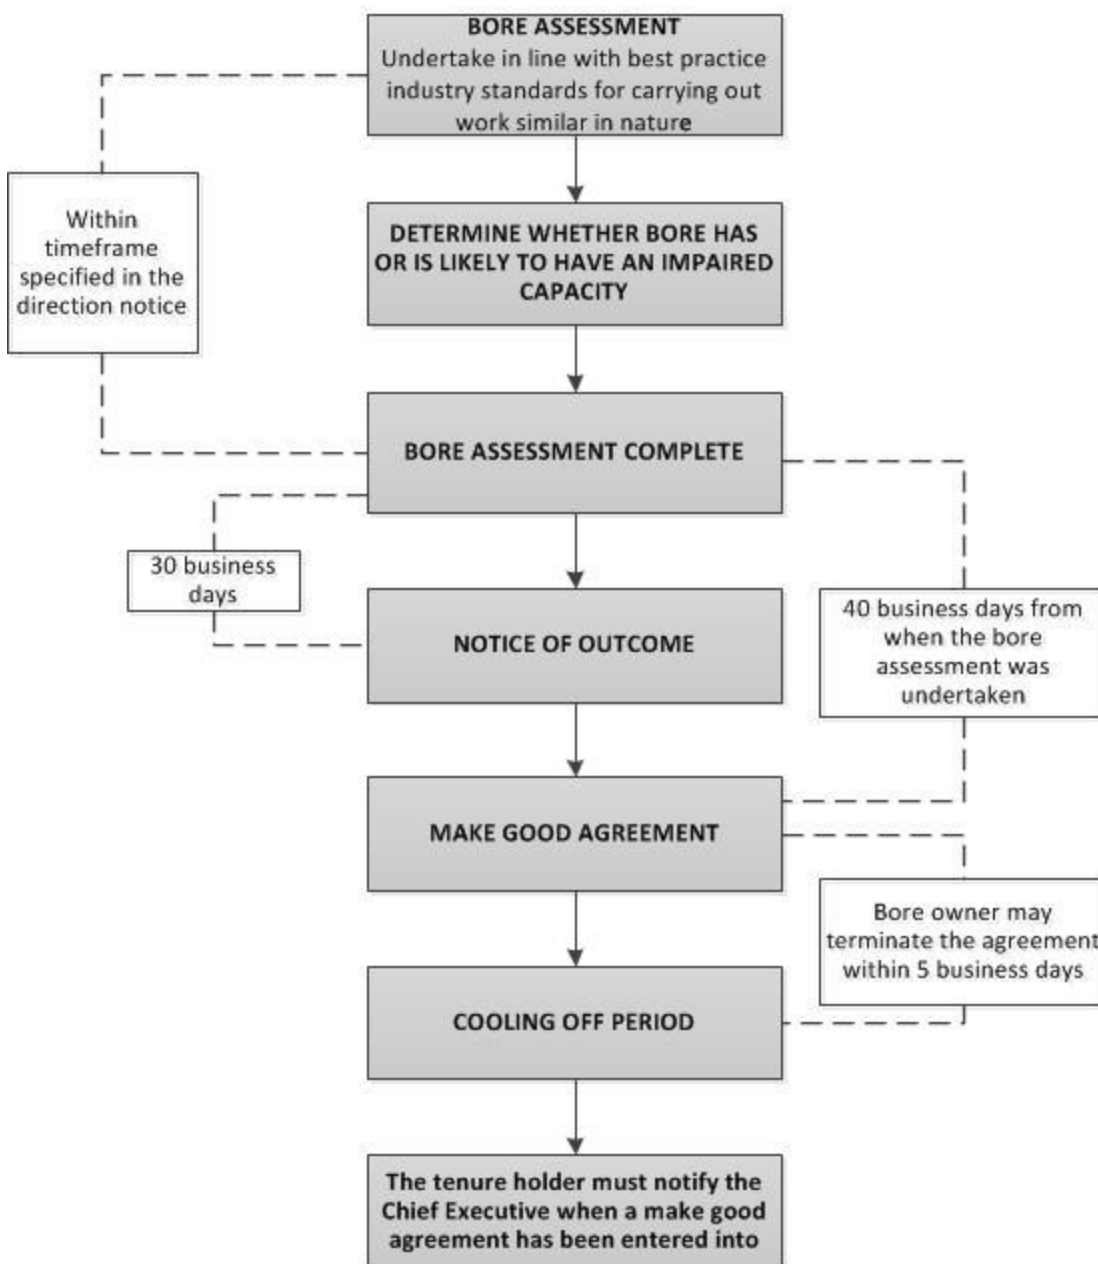 BORE ASSESSMENT
Undertake in line with best practice
industry standards for carrying out
work similar in nature
Within
timeframe
specified in the
direction notice
DETERMINE WHETHER BORE HAS
OR IS LIKELY TO HAVE AN IMPAIRED
CAPACITY
BORE ASSESSMENT COMPLETE
30 business
days
NOTICE OF OUTCOME
40 business days from
when the bore
assessment was
undertaken
MAKE GOOD AGREEMENT
Bore owner may
terminate the agreement
within 5 business days
COOLING OFF PERIOD
The tenure holder must notify the
Chief Executive when a make good
agreement has been entered into